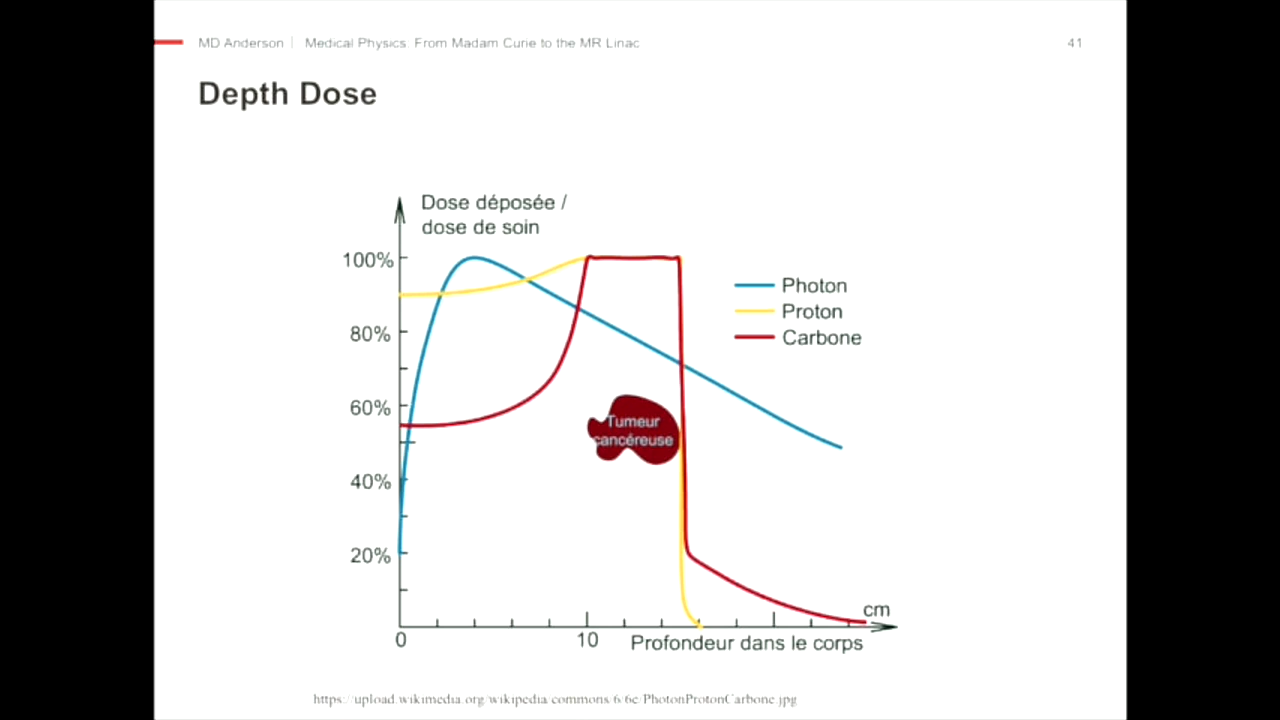 MD Anderson | Medical Physics: From Madam Curie to the MR Linac
41
Depth Dose
Dose déposée /
dose de soin
100%
80%
60%
40%
20%
Photon
Proton
Carbone
Tumeur
cancéreuse
cm
0
10
Profondeur dans le corps
https://upload.wikimedia.org/wikipedia/commons/6/6e/PhotonProtonCarbone.jpg